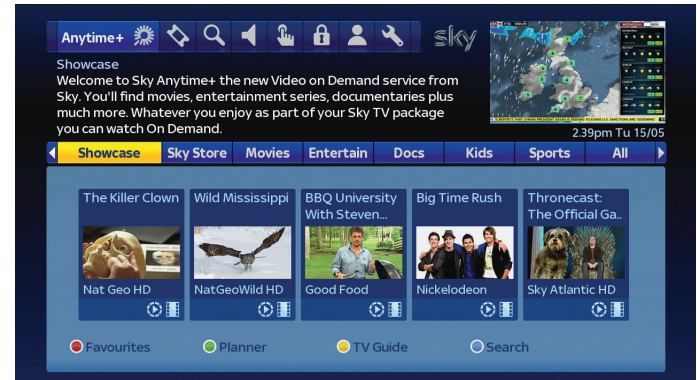 Anytime+
sky
Showcase
Welcome to Sky Anytime+ the new Video on Demand service from
Sky. You'll find movies, entertainment series, documentaries plus
much more. Whatever you enjoy as part of your Sky TV package
you can watch On Demand.
2.39pm Tu 15/05
Showcase Sky Store Movies Entertain Docs Kids Sports All
The Killer Clown
Nat Geo HD
Wild Mississippi
NatGeoWild HD
BBQ University
With Steven...
Good Food
Big Time Rush
Nickelodeon
Thronecast:
The Official Ga..
Sky Atlantic HD
Favourites Planner TV Guide Search